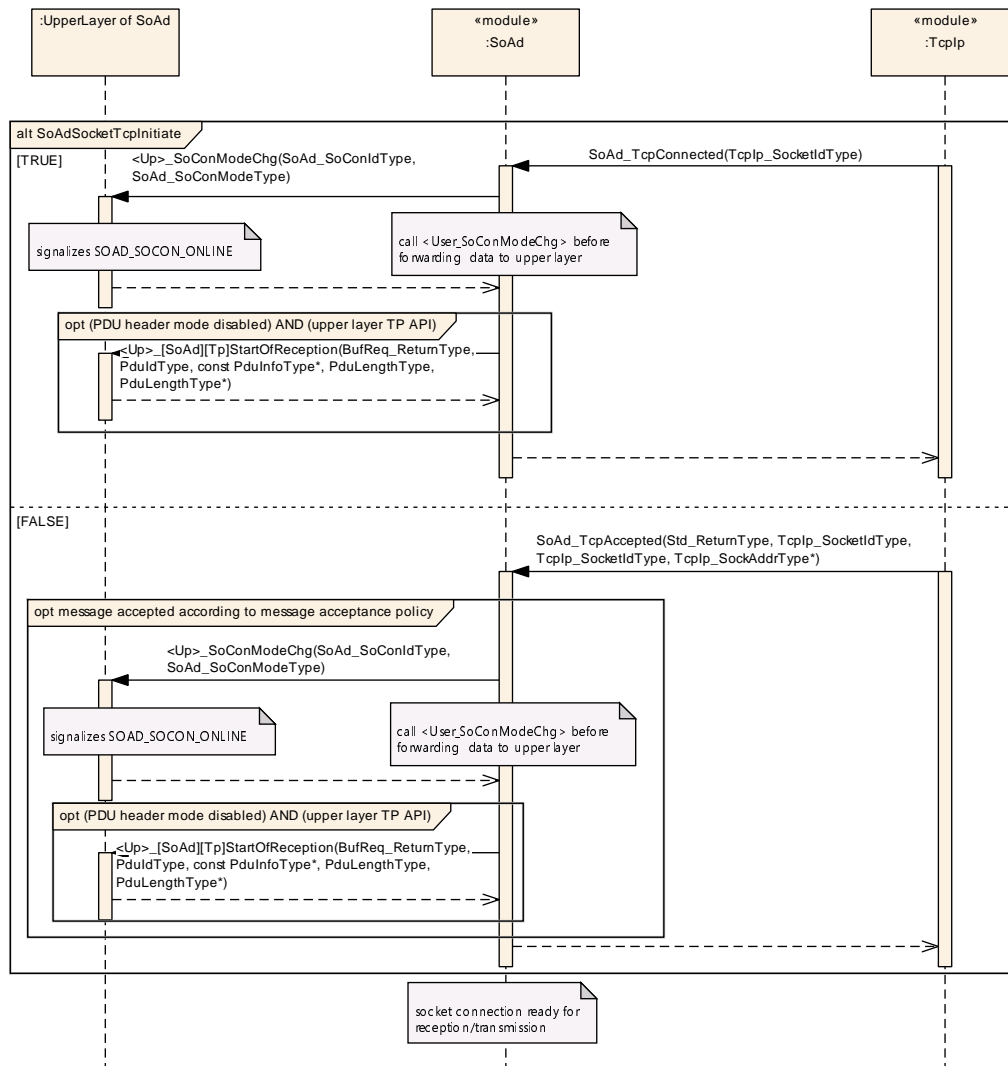 :UpperLayer of SoAd
«module»
:SoAd
«module»
:TcpIp
alt SoAdSocketTcpInitiate
[TRUE]
<Up>_SoConModeChg(SoAd_SoConIdType,
SoAd_SoConModeType)
SoAd_TcpConnected(TcpIp_SocketIdType)
signalizes SOAD_SOCON_ONLINE
call <User_SoConModeChg> before
forwarding data to upper layer
opt (PDU header mode disabled) AND (upper layer TP API)
<Up>_[SoAd][Tp]StartOfReception(BufReq_ReturnType,
PduIdType, const PduInfoType*, PduLengthType,
PduLengthType*)
[FALSE]
SoAd_TcpAccepted(Std_ReturnType, TcpIp_SocketIdType,
TcpIp_SocketIdType, TcpIp_SockAddrType*)
opt message accepted according to message acceptance policy
<Up>_SoConModeChg(SoAd_SoConIdType,
SoAd_SoConModeType)
signalizes SOAD_SOCON_ONLINE
call <User_SoConModeChg> before
forwarding data to upper layer
opt (PDU header mode disabled) AND (upper layer TP API)
<Up>_[SoAd][Tp]StartOfReception(BufReq_ReturnType,
PduIdType, const PduInfoType*, PduLengthType,
PduLengthType*)
socket connection ready for
reception/transmission